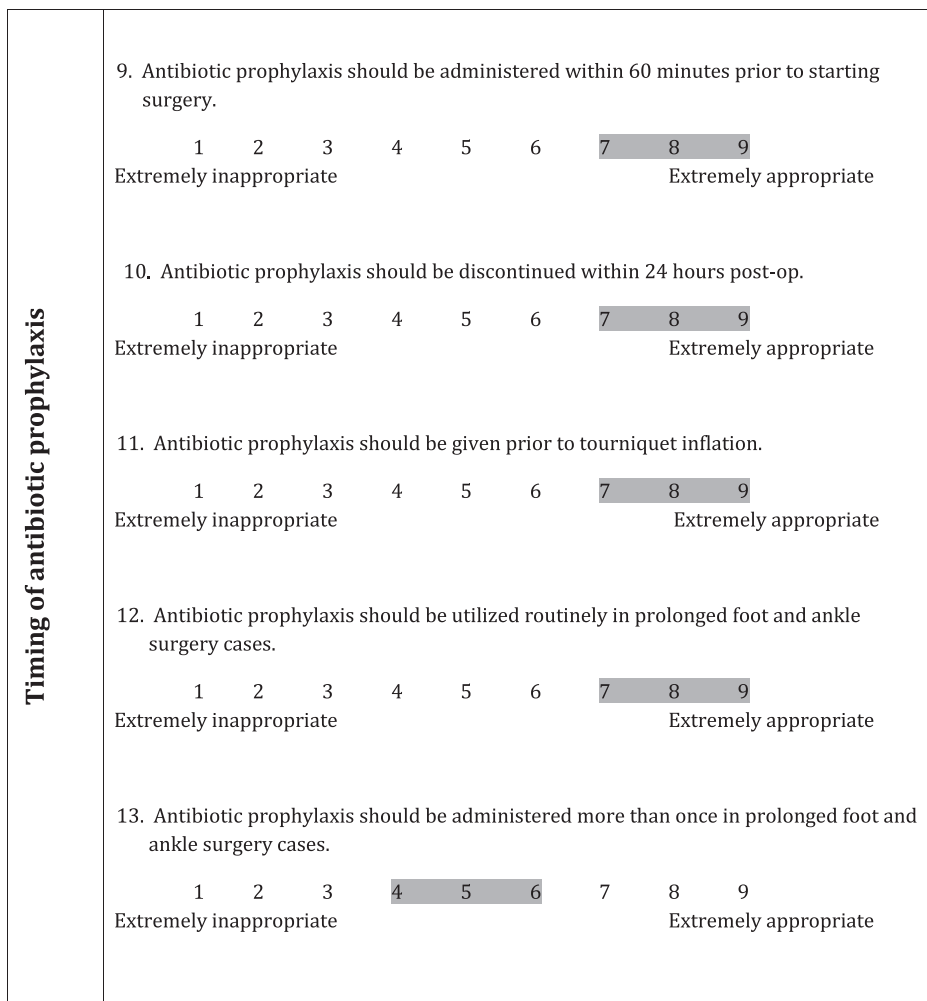 Timing of antibiotic prophylaxis
9. Antibiotic prophylaxis should be administered within 60 minutes prior to starting
surgery.
1 2 3 4 5 6 7 8 9
Extremely inappropriate Extremely appropriate
10. Antibiotic prophylaxis should be discontinued within 24 hours post-op.
1 2 3 4 5 6 7 8 9
Extremely inappropriate Extremely appropriate
11. Antibiotic prophylaxis should be given prior to tourniquet inflation.
1 2 3 4 5 6 7 8 9
Extremely inappropriate Extremely appropriate
12. Antibiotic prophylaxis should be utilized routinely in prolonged foot and ankle
surgery cases.
1 2 3 4 5 6 7 8 9
Extremely inappropriate Extremely appropriate
13. Antibiotic prophylaxis should be administered more than once in prolonged foot and
ankle surgery cases.
1 2 3 4 5 6 7 8 9
Extremely inappropriate Extremely appropriate